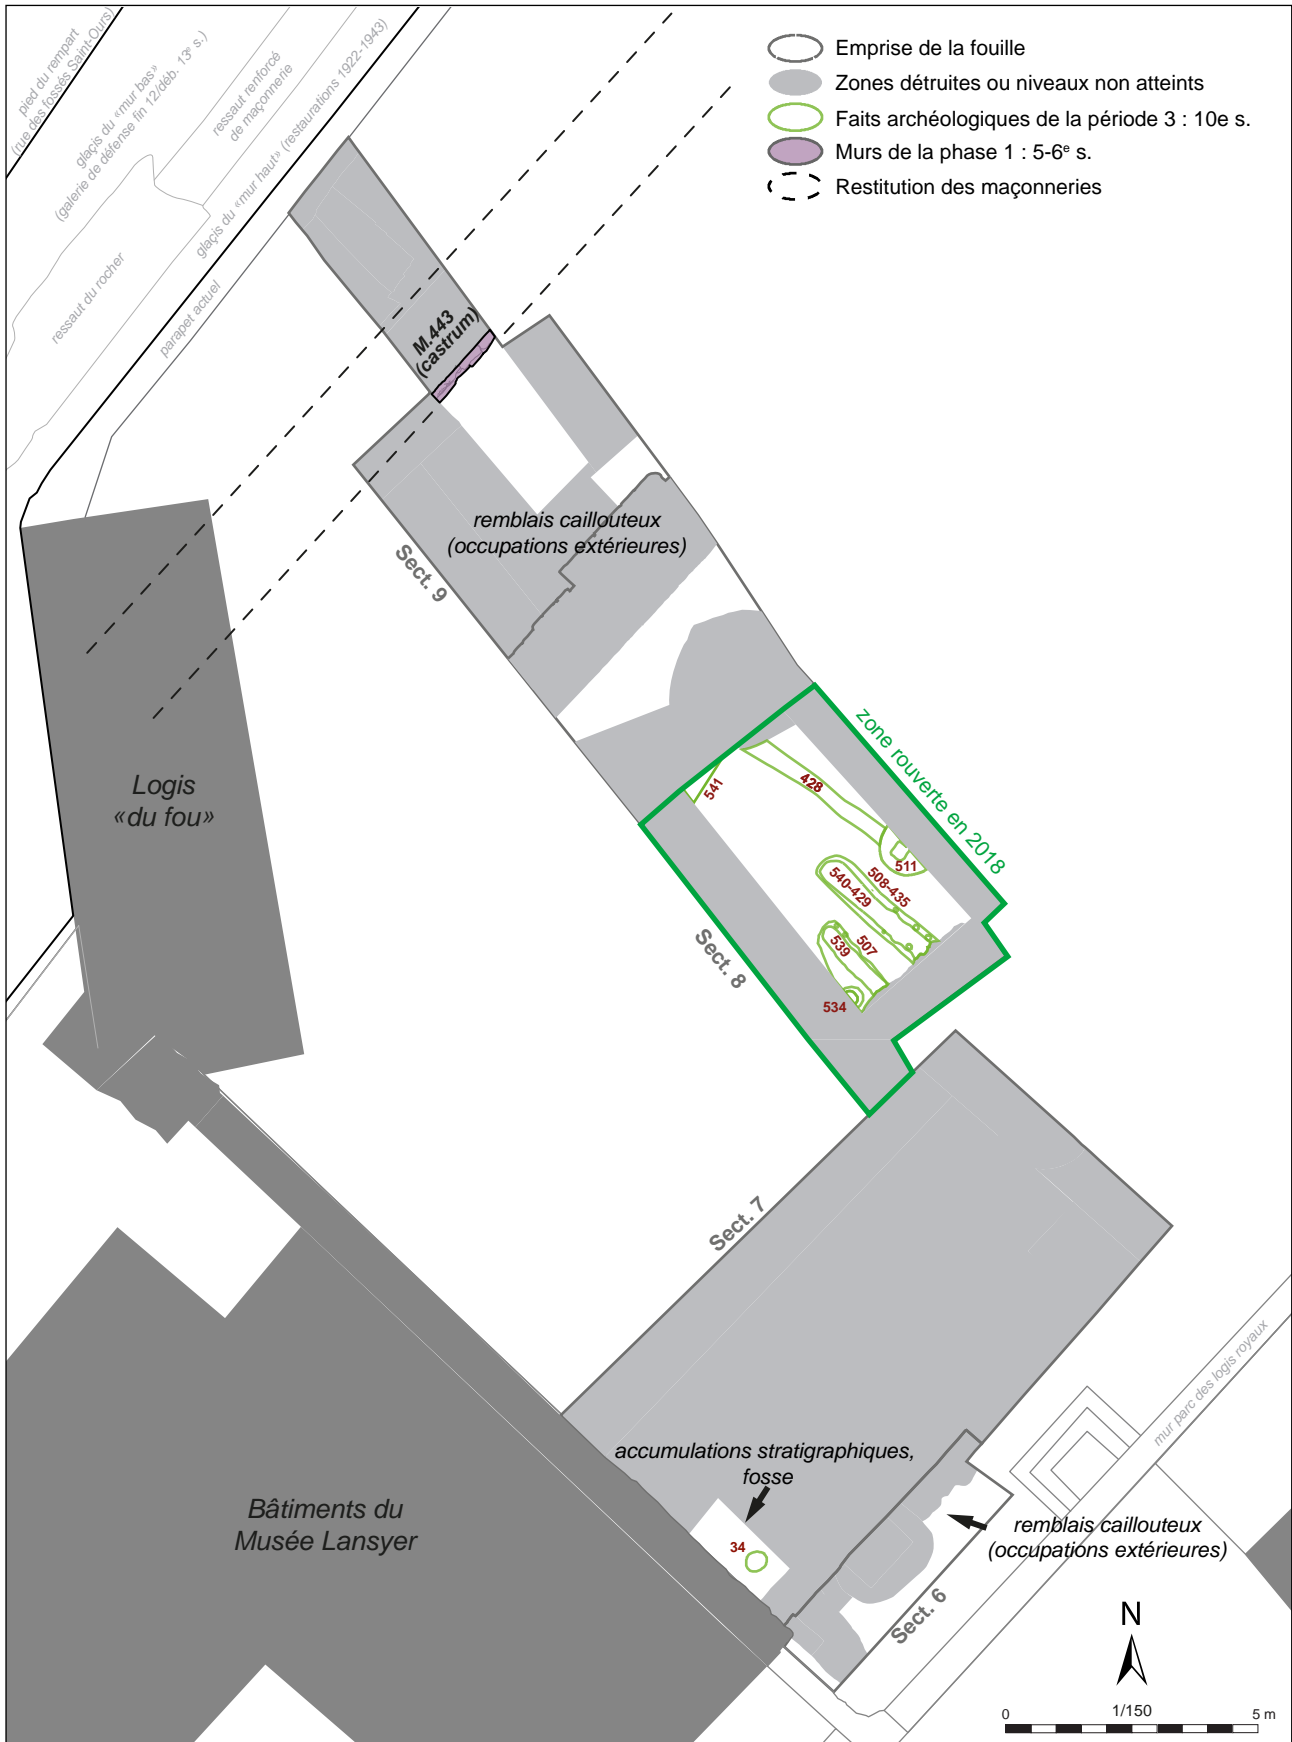 Emprise de la fouille
Zones détruites ou niveaux non atteints
Faits archéologiques de la période 3 : 10e s.
Murs de la phase 1 : 5-6e s.
Restitution des maçonneries
pied du rempart
(rue des fossés Saint-Ours)
glaçis du «mur bas»
(galerie de défense fin 12/déb. 13e s.)
ressaut renforcé
de maçonnerie
glaçis du «mur haut» (restaurations 1922-1943)
ressaut du rocher
parapet actuel
M.443
(castrum)
remblais caillouteux
(occupations extérieures)
Sect. 9
Logis
«du fou»
zone rouverte en 2018
541
428
511
508-435
540-429
507
539
534
Sect. 8
Sect. 7
mur parc des logis royaux
accumulations stratigraphiques,
fosse
34
Bâtiments du
Musée Lansyer
remblais caillouteux
(occupations extérieures)
Sect. 6
N
1/150
0 5 m